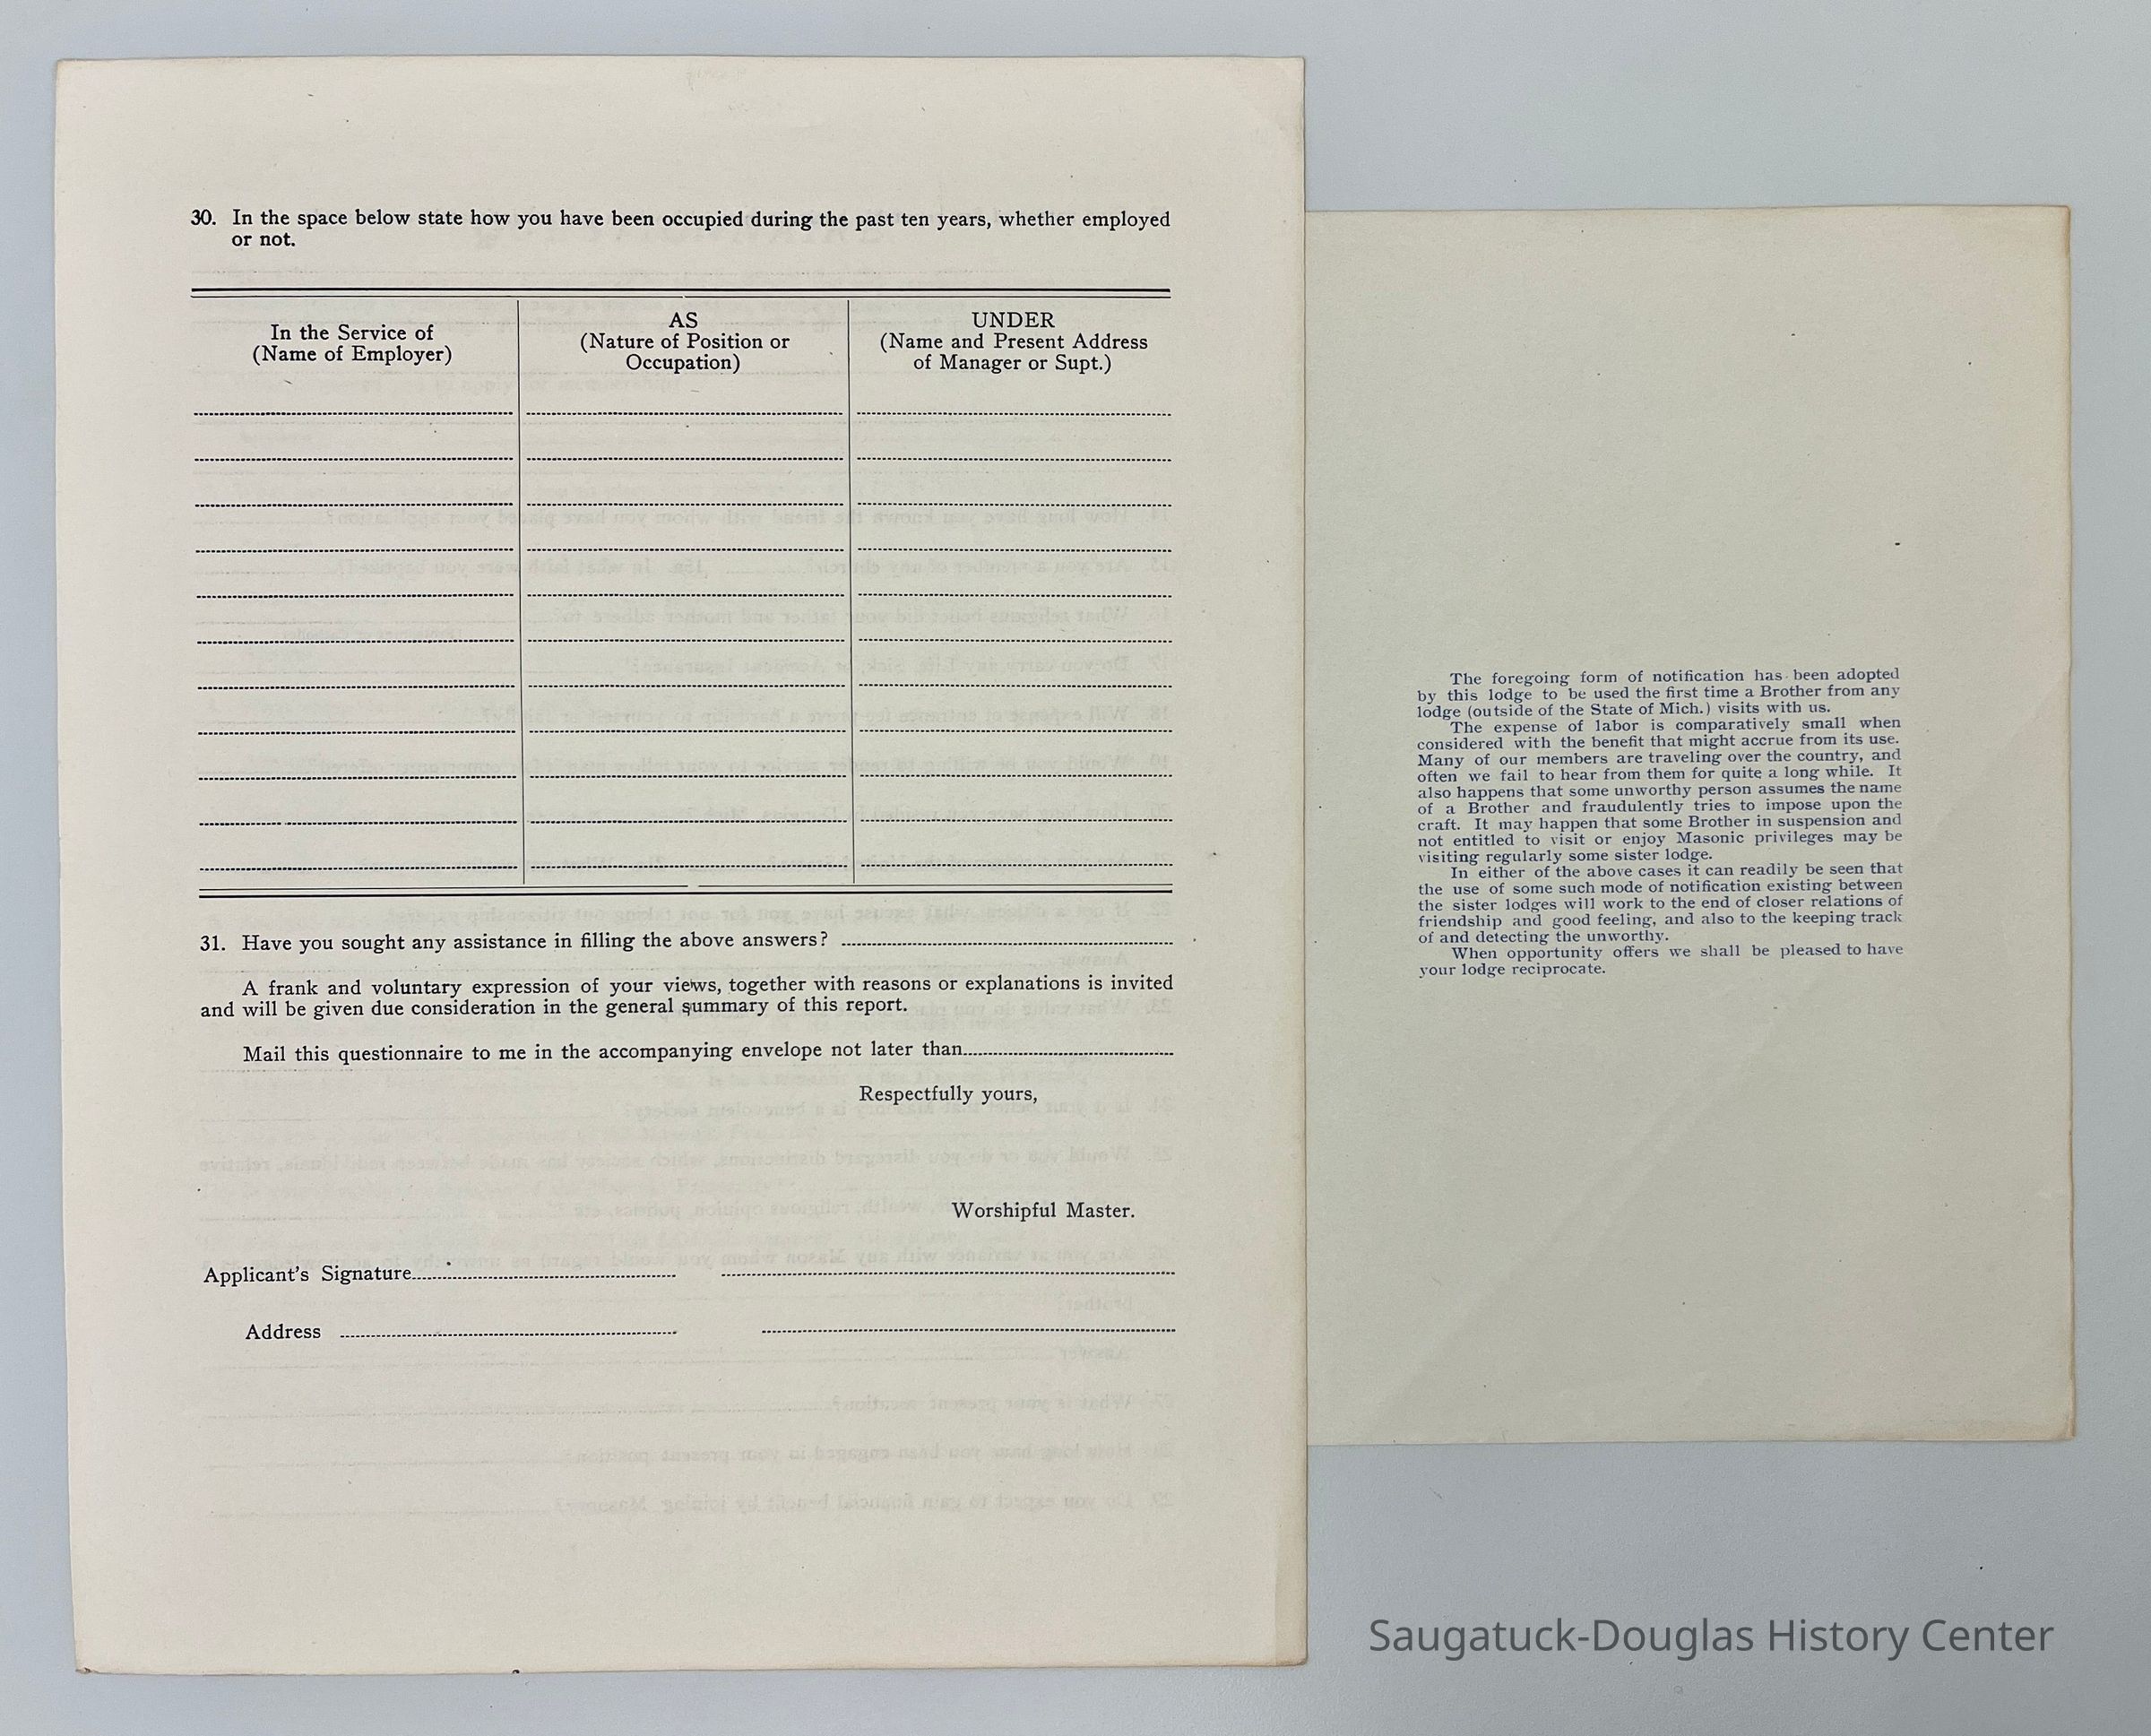 30. In the space below state how you have been occupied during the past ten years, whether employed
or not.
In the Service of
(Name of Employer)
AS
(Nature of Position or
Occupation)
UNDER
(Name and Present Address
of Manager or Supt.)
31. Have you sought any assistance in filling the above answers?
A frank and voluntary expression of your views, together with reasons or explanations is invited
and will be given due consideration in the general summary of this report.
Mail this questionnaire to me in the accompanying envelope not later than
Respectfully yours,
Worshipful Master.
Applicant's Signature
Address
The foregoing form of notification has been adopted
by this lodge to be used the first time a Brother from any
lodge (outside of the State of Mich.) visits with us.
The expense of labor is comparatively small when
considered with the benefit that might accrue from its use.
Many of our members are traveling over the country, and
often we fail to hear from them for quite a long while. It
also happens that some unworthy person assumes the name
of a Brother and fraudulently tries to impose upon the
craft. It may happen that some Brother in suspension and
not entitled to visit or enjoy Masonic privileges may be
visiting regularly some sister lodge.
In either of the above cases it can readily be seen that
the use of some such mode of notification existing between
the sister lodges will work to the end of closer relations of
friendship and good feeling, and also to the keeping track
of and detecting the unworthy.
When opportunity offers we shall be pleased to have
your lodge reciprocate.
Saugatuck-Douglas History Center